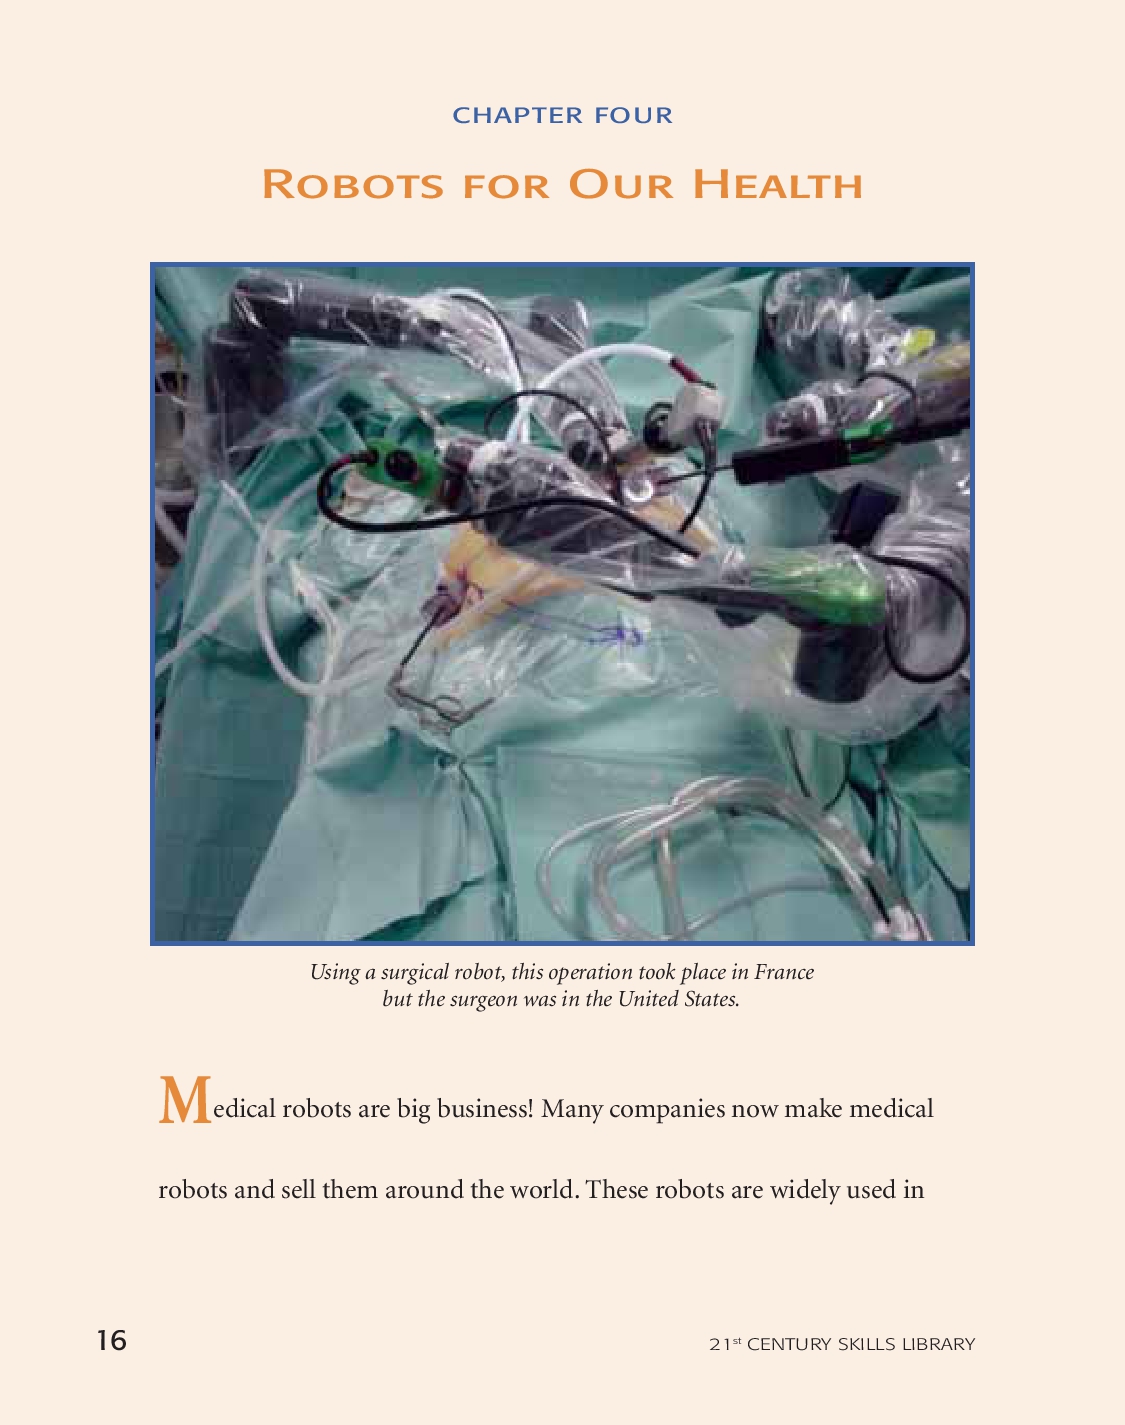 CHAPTER FOUR
ROBOTS FOR OUR HEALTH
Using a surgical robot, this operation took place in France
but the surgeon was in the United States.
Medical robots are big business! Many companies now make medical
robots and sell them around the world. These robots are widely used in
16
21st CENTURY SKILLS LIBRARY